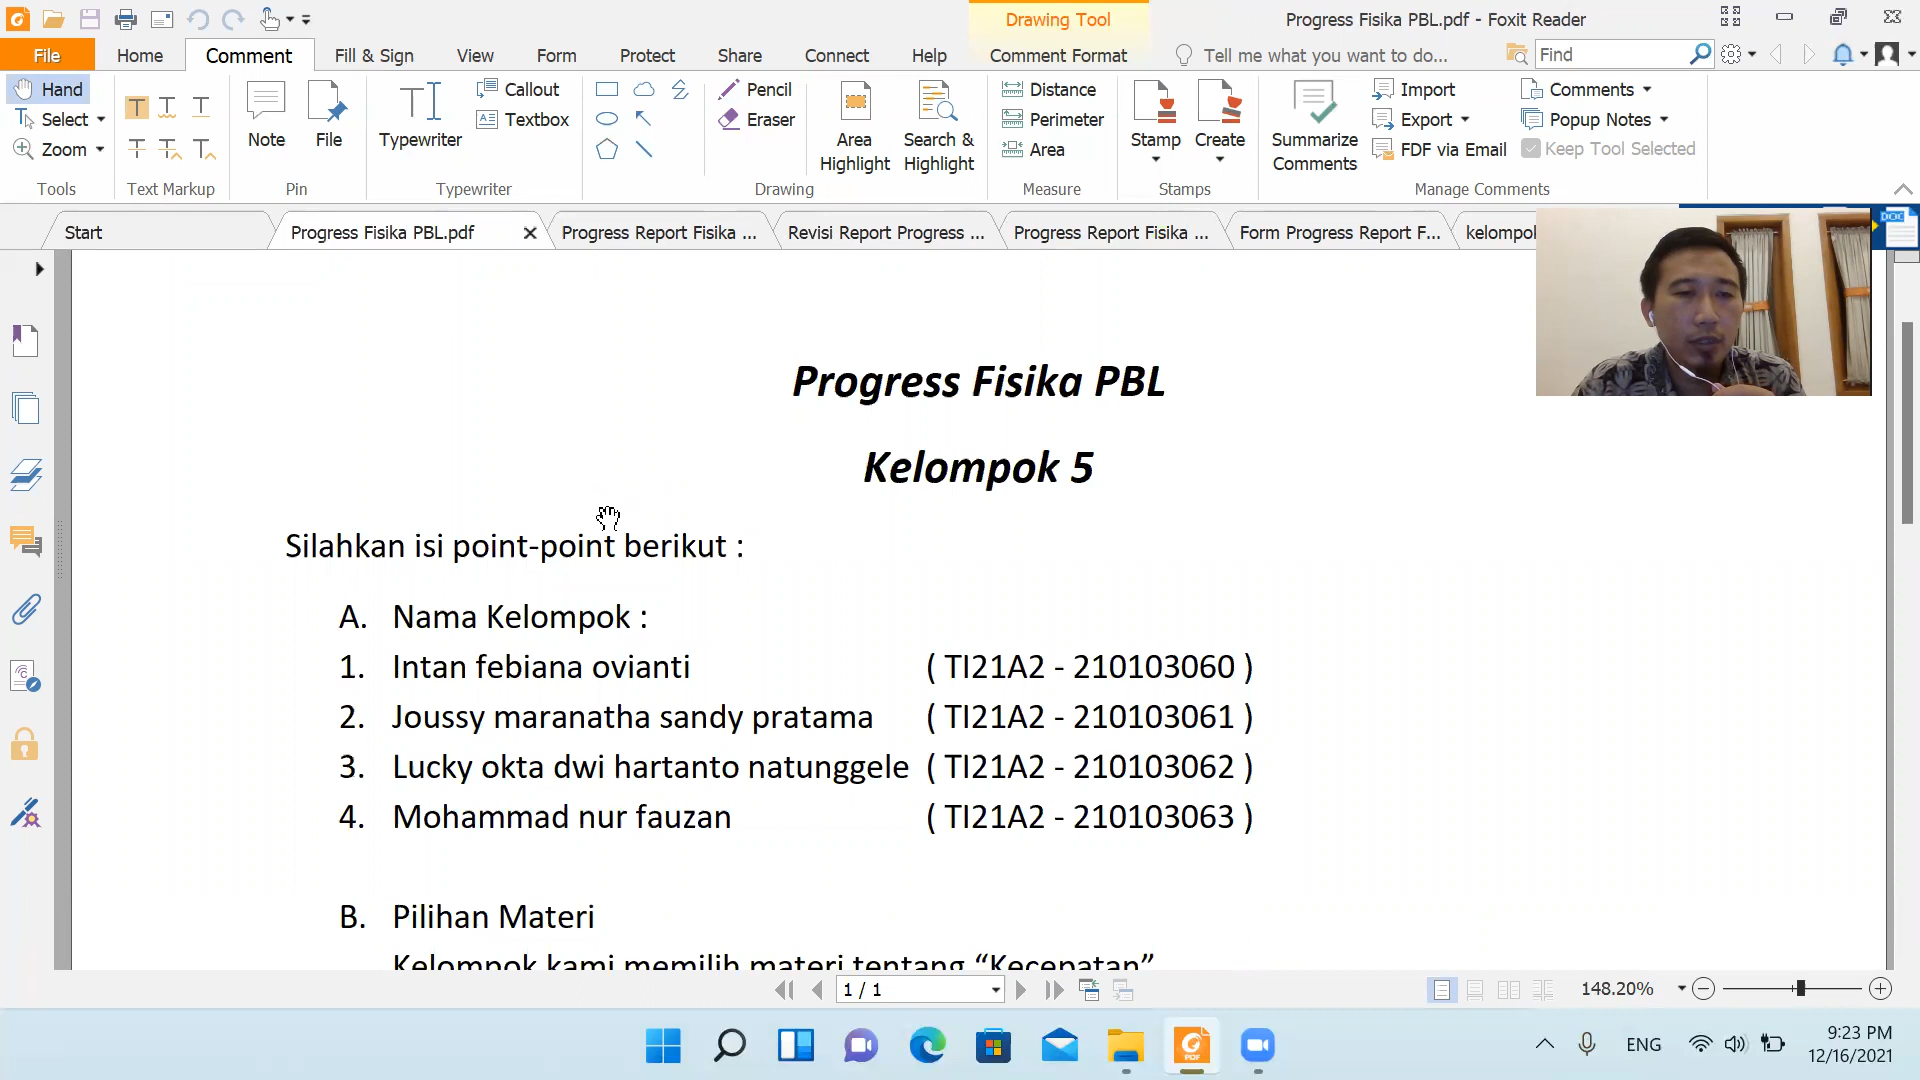 Drawing Tool
Progress Fisika PBL.pdf - Foxit Reader
File
Home
Comment
Fill & Sign
View
Form
Protect
Share
Connect
Help
Comment Format
Tell me what you want to do...
Find
Hand
Select
Zoom
Tools
Text Markup
Note
File
Pin
Typewriter
Callout
Textbox
Typewriter
Pencil
Eraser
Area Highlight
Search & Highlight
Drawing
Distance
Perimeter
Area
Measure
Stamp
Create
Stamps
Summarize Comments
Import
Export
FDF via Email
Comments
Popup Notes
Keep Tool Selected
Manage Comments
Start
Progress Fisika PBL.pdf
Progress Report Fisika ...
Revisi Report Progress ...
Progress Report Fisika ...
Form Progress Report F...
kelompok
DOC
Progress Fisika PBL
Kelompok 5
Silahkan isi point-point berikut :
A. Nama Kelompok :
1. Intan febiana ovianti ( TI21A2 - 210103060 )
2. Joussy maranatha sandy pratama ( TI21A2 - 210103061 )
3. Lucky okta dwi hartanto natunggele ( TI21A2 - 210103062 )
4. Mohammad nur fauzan ( TI21A2 - 210103063 )
B. Pilihan Materi
Kelompok kami memilih materi tentang “Kecepatan”
1 / 1
148.20%
PDF
ENG
9:23 PM
12/16/2021